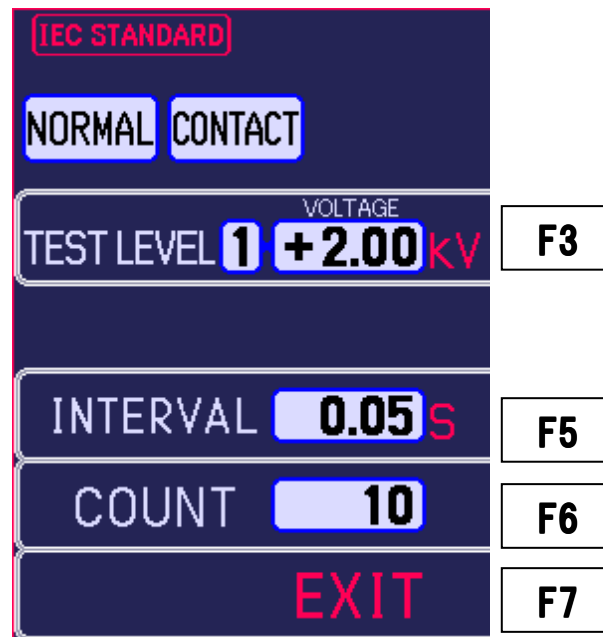 IEC STANDARD
NORMAL CONTACT
VOLTAGE
TEST LEVEL 1 +2.00 kV F3
INTERVAL 0.05 S F5
COUNT 10 F6
EXIT F7